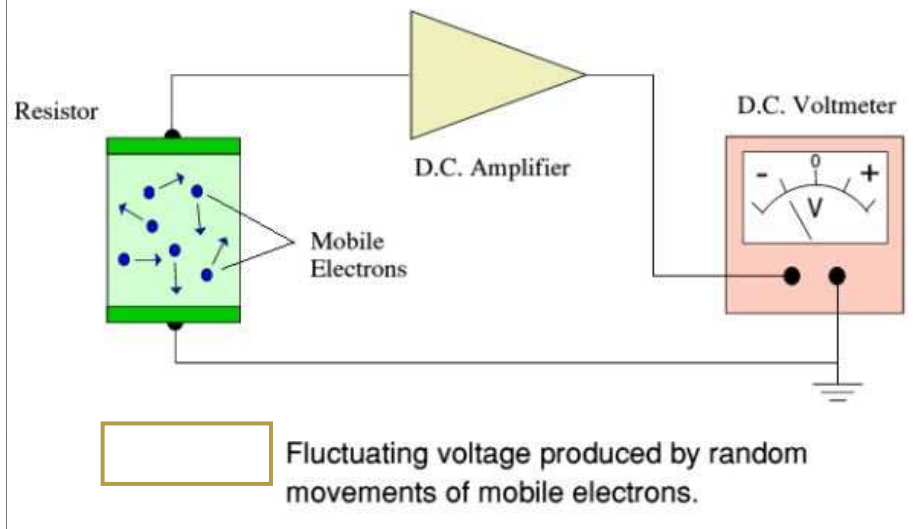 Resistor
D.C. Voltmeter
D.C. Amplifier
- 0 +
V
Mobile
Electrons
Fluctuating voltage produced by random
movements of mobile electrons.